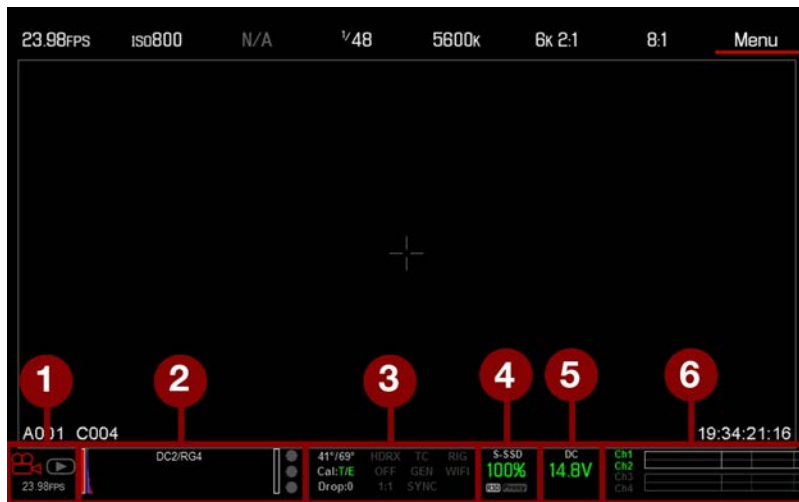 23.98FPS ISO800 N/A 1/48 5600K 6K 2:1 8:1 Menu
1 2 3 4 5 6
A001 C004 19:34:21:16
23.98FPS
DC2/RG4
41°/69° HDRX TC RIG
Cal:T/E OFF GEN WIFI
Drop:0 1:1 SYNC
S-SSD
100%
R3D Proxy
DC
14.8V
Ch1
Ch2
Ch3
Ch4